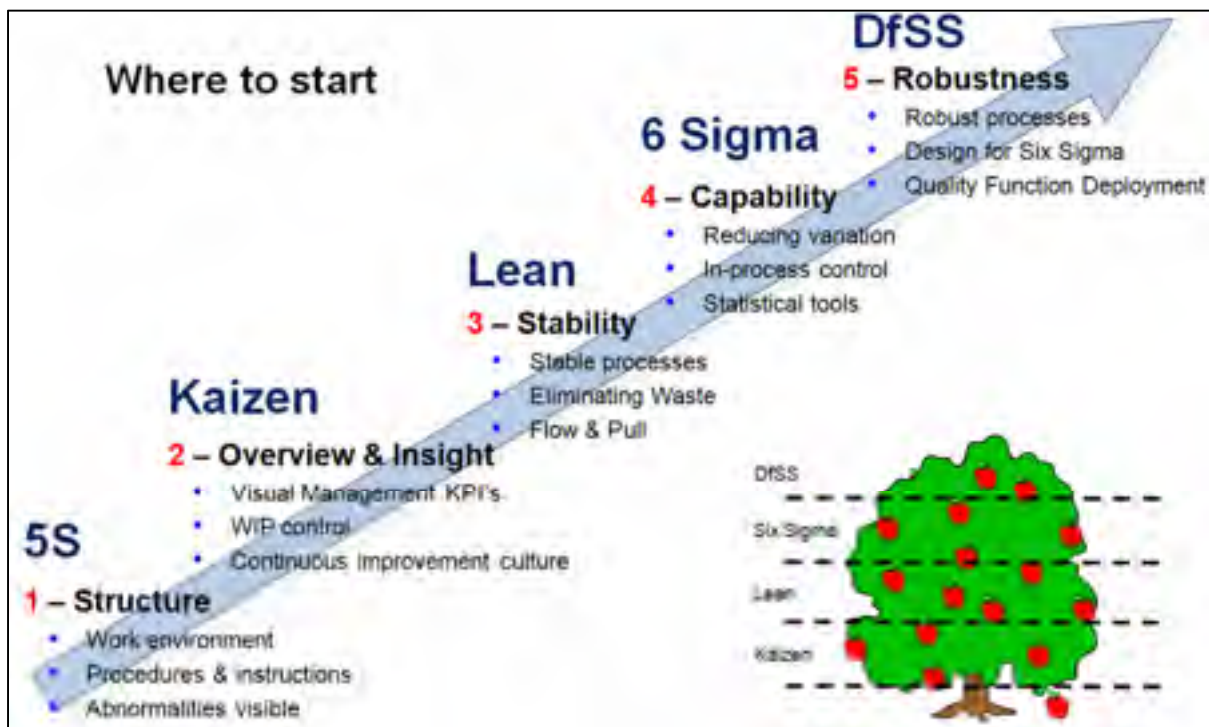 Where to start
DfSS
5 – Robustness
• Robust processes
• Design for Six Sigma
• Quality Function Deployment
6 Sigma
4 – Capability
• Reducing variation
• In-process control
• Statistical tools
Lean
3 – Stability
• Stable processes
• Eliminating Waste
• Flow & Pull
Kaizen
2 – Overview & Insight
• Visual Management KPI's
• WIP control
• Continuous improvement culture
5S
1 – Structure
• Work environment
• Procedures & instructions
• Abnormalities visible
DfSS
Six Sigma
Lean
Kaizen